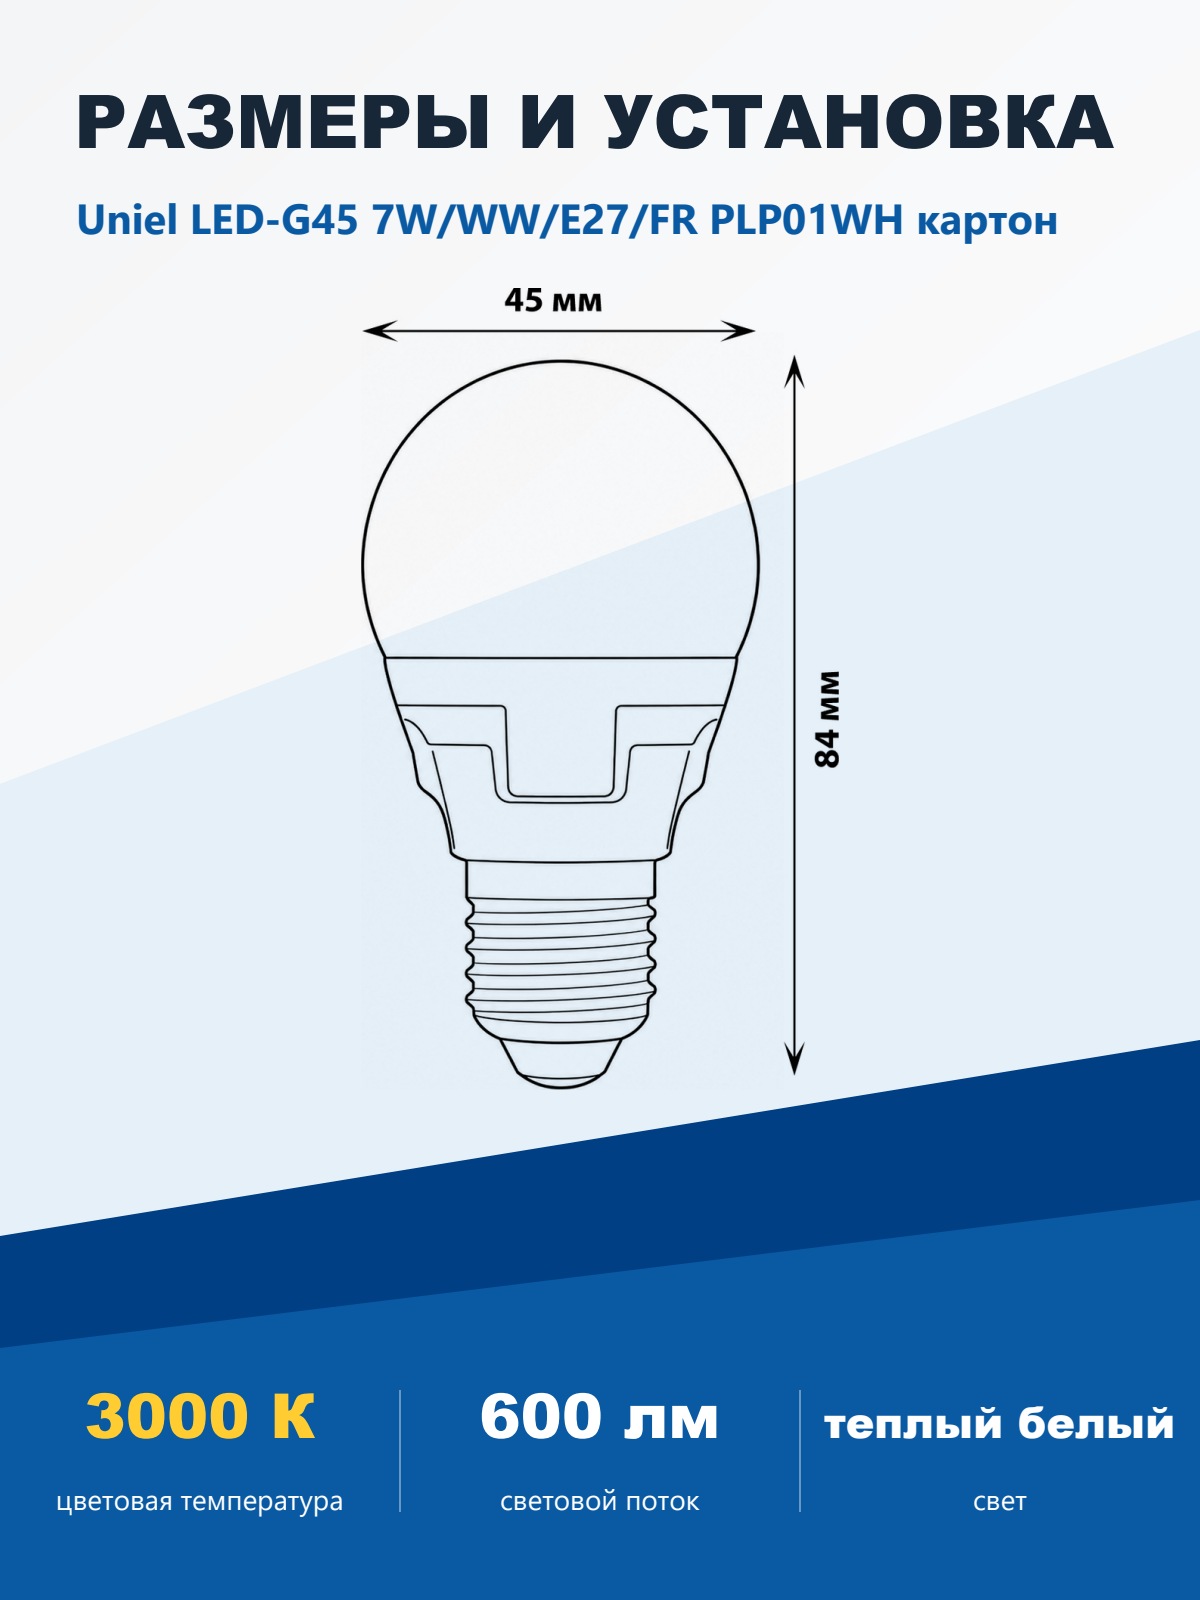 РАЗМЕРЫ И УСТАНОВКА
Uniel LED-G45 7W/WW/E27/FR PLP01WH картон
45 мм
84 мм
3000 К
600 лм
теплый белый
цветовая температура
световой поток
свет